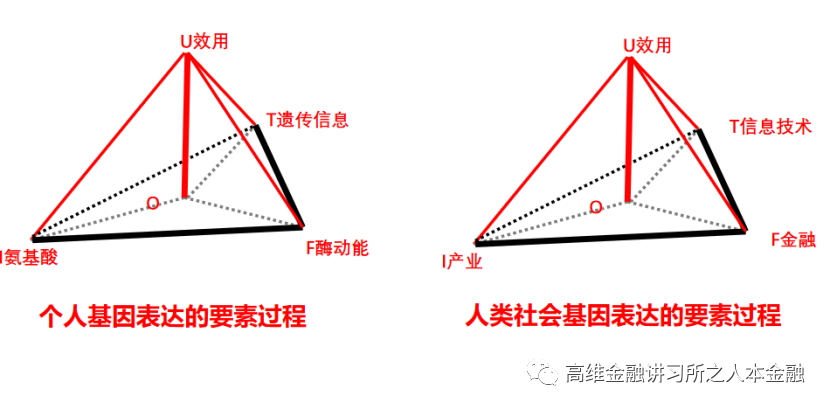 U效用
T遗传信息
O
I氨基酸
F酶动能
个人基因表达的要素过程
U效用
T信息技术
O
I产业
F金融
人类社会基因表达的要素过程
高维金融讲习所之人本金融